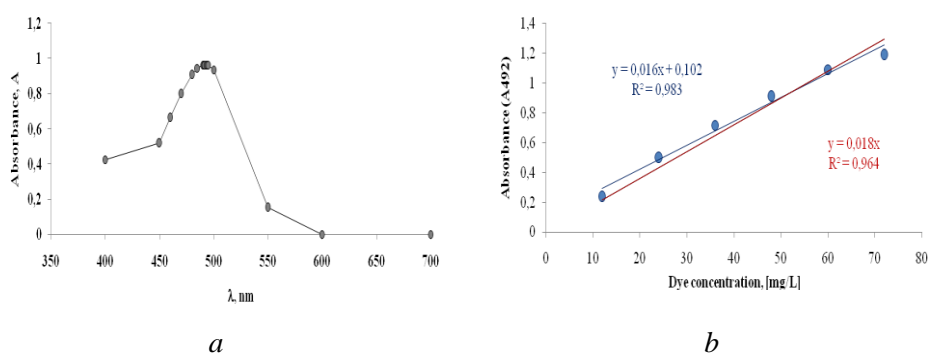 1,2
1
0,8
0,6
0,4
0,2
0
350 400 450 500 550 600 650 700
Absorbance, A
λ, nm
a
1,4
1,2
1
0,8
0,6
0,4
0,2
0
0 10 20 30 40 50 60 70 80
Absorbance (A492)
Dye concentration, [mg/L]
y = 0,016x + 0,102
R² = 0,983
y = 0,018x
R² = 0,964
b